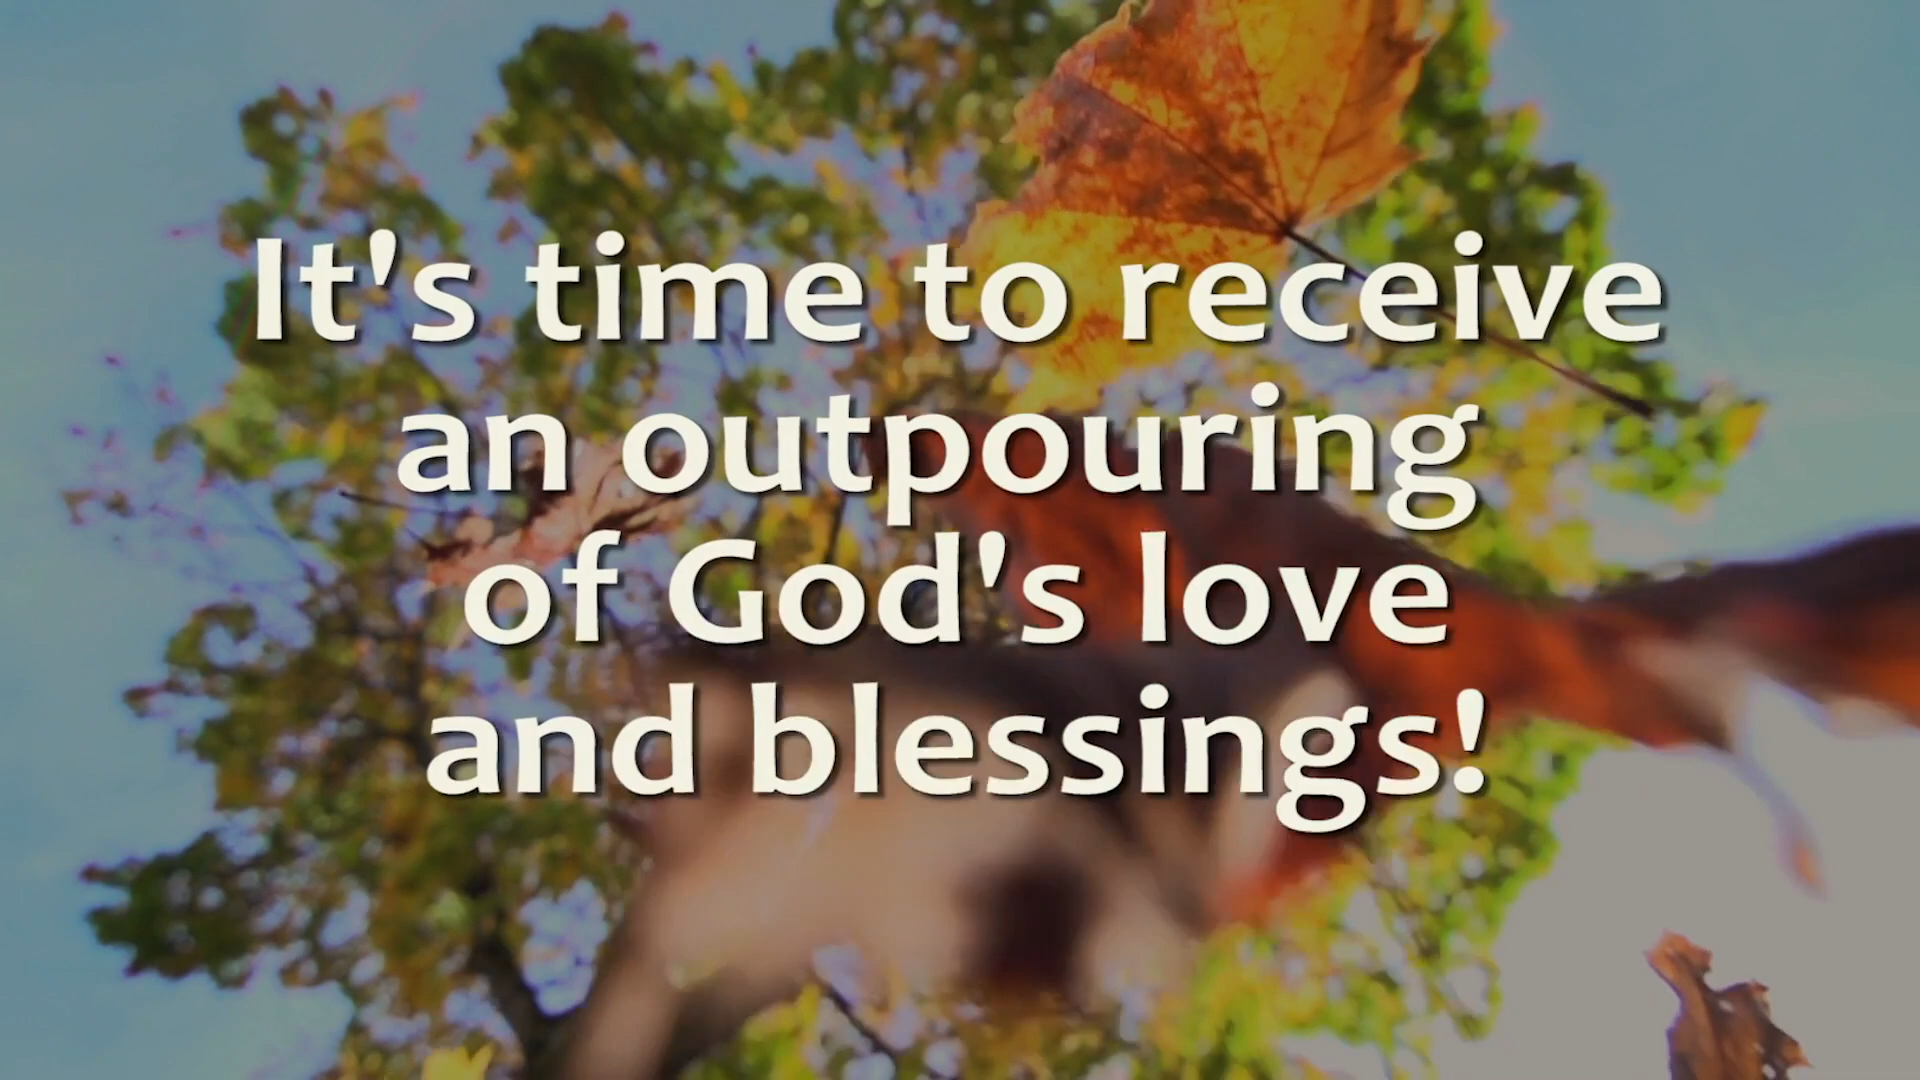 It's time to receive
an outpouring
of God's love
and blessings!